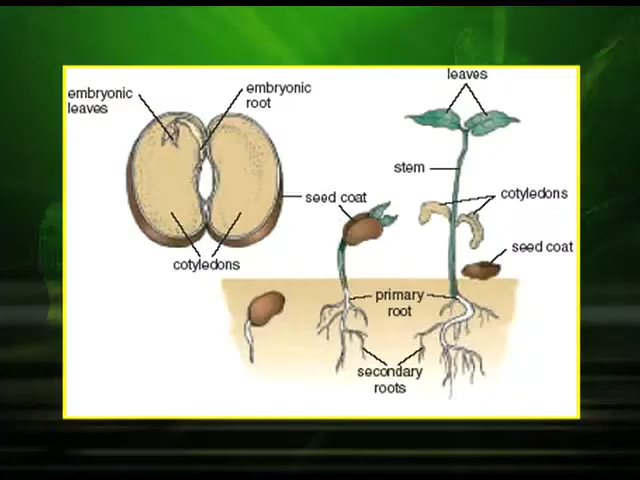 embryonic
leaves
embryonic
root
leaves
stem
cotyledons
seed coat
seed coat
cotyledons
primary
root
secondary
roots